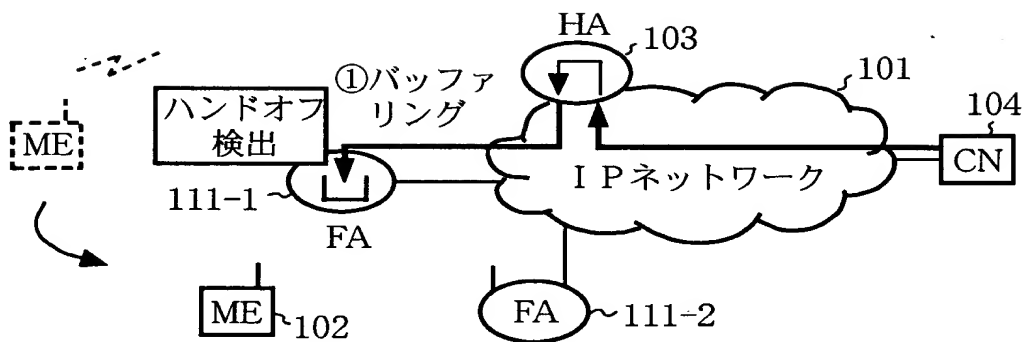 HA
103
①バッファ
リング
101
ハンドオフ
検出
104
ME
CN
IPネットワーク
111-1
FA
ME
102
FA
111-2